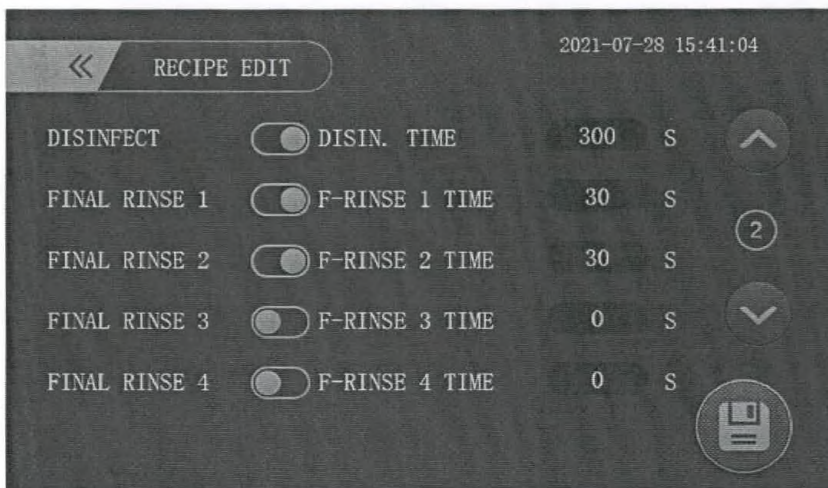 2021-07-28 15:41:04
« RECIPE EDIT
DISINFECT DISIN. TIME 300 S
FINAL RINSE 1 F-RINSE 1 TIME 30 S
2
FINAL RINSE 2 F-RINSE 2 TIME 30 S
FINAL RINSE 3 F-RINSE 3 TIME 0 S
FINAL RINSE 4 F-RINSE 4 TIME 0 S